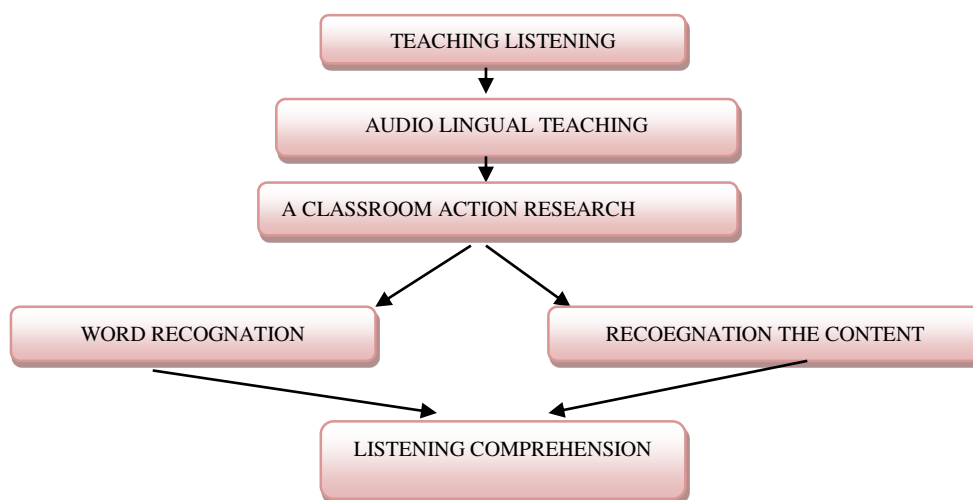 TEACHING LISTENING
AUDIO LINGUAL TEACHING
A CLASSROOM ACTION RESEARCH
WORD RECOGNATION
RECOEGNATION THE CONTENT
LISTENING COMPREHENSION